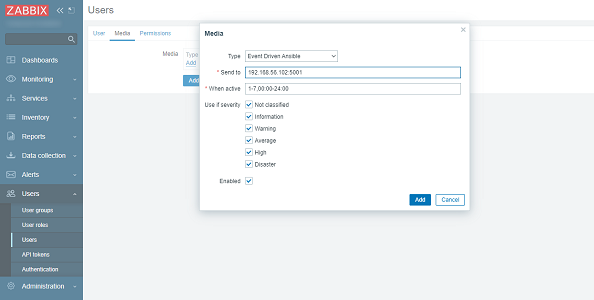 ZABBIX
Users
User Media Permissions
Media Type
Add
Add
Dashboards
Monitoring
Services
Inventory
Reports
Data collection
Alerts
Users
User groups
User roles
Users
API tokens
Authentication
Administration
Media
Type Event Driven Ansible
* Send to 192.168.56.102:5001
* When active 1-7,00:00-24:00
Use if severity Not classified
Information
Warning
Average
High
Disaster
Enabled
Add Cancel